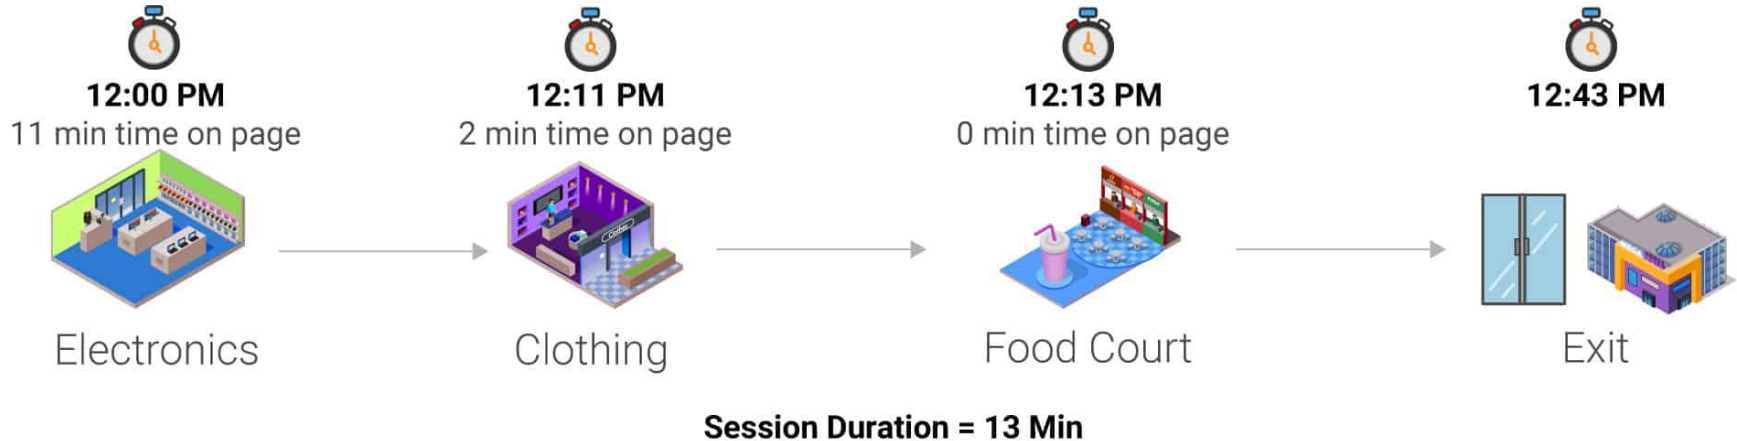 12:00 PM
11 min time on page
Electronics
12:11 PM
2 min time on page
Clothes
Clothing
12:13 PM
0 min time on page
Food Court
12:43 PM
Exit
Session Duration = 13 Min